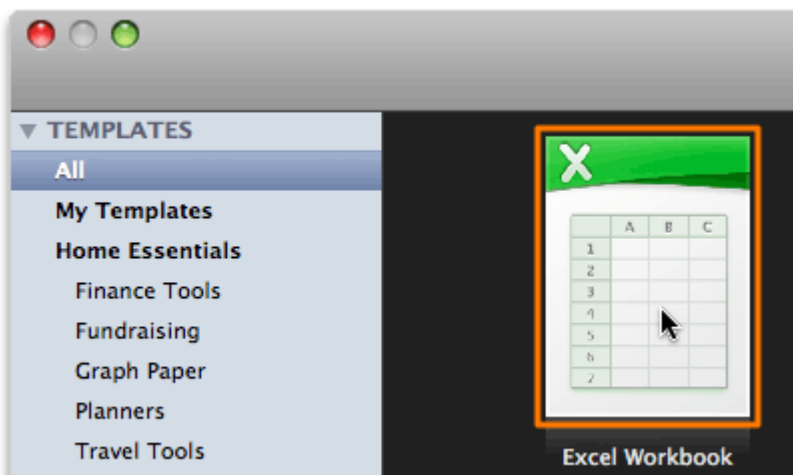 TEMPLATES
All
My Templates
Home Essentials
Finance Tools
Fundraising
Graph Paper
Planners
Travel Tools
X
A B C
1
2
3
4
5
6
7
Excel Workbook